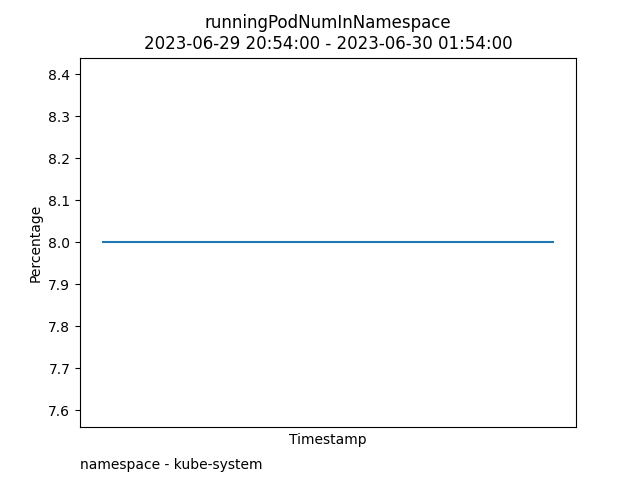 runningPodNumInNamespace
2023-06-29 20:54:00 - 2023-06-30 01:54:00
8.4
8.3
8.2
8.1
8.0
7.9
7.8
7.7
7.6
Percentage
Timestamp
namespace - kube-system